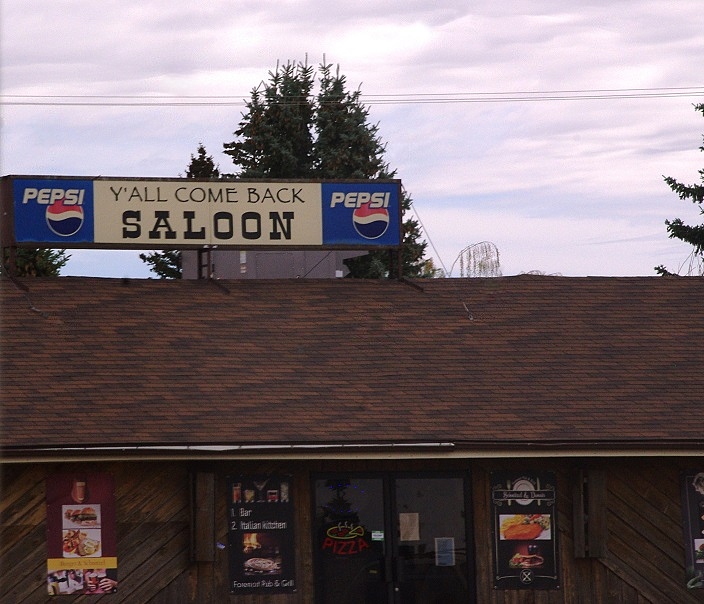 PEPSI
Y'ALL COME BACK
SALOON
PEPSI
1. Bar
2. Italian Kitchen
Foremost Pub & Grill
PIZZA